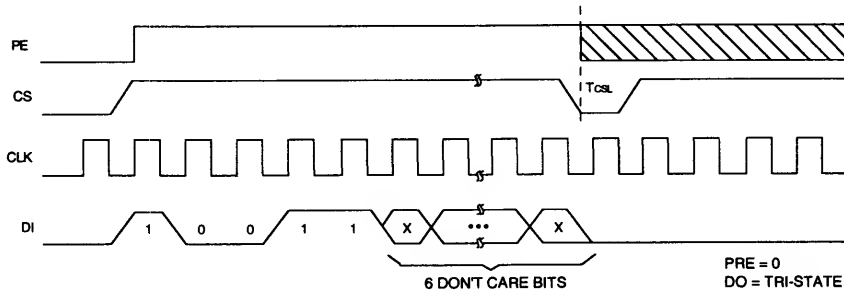 PE
CS
TCSL
CLK
DI
1 0 0 1 1 X ••• X
6 DON'T CARE BITS
PRE = 0
DO = TRI-STATE